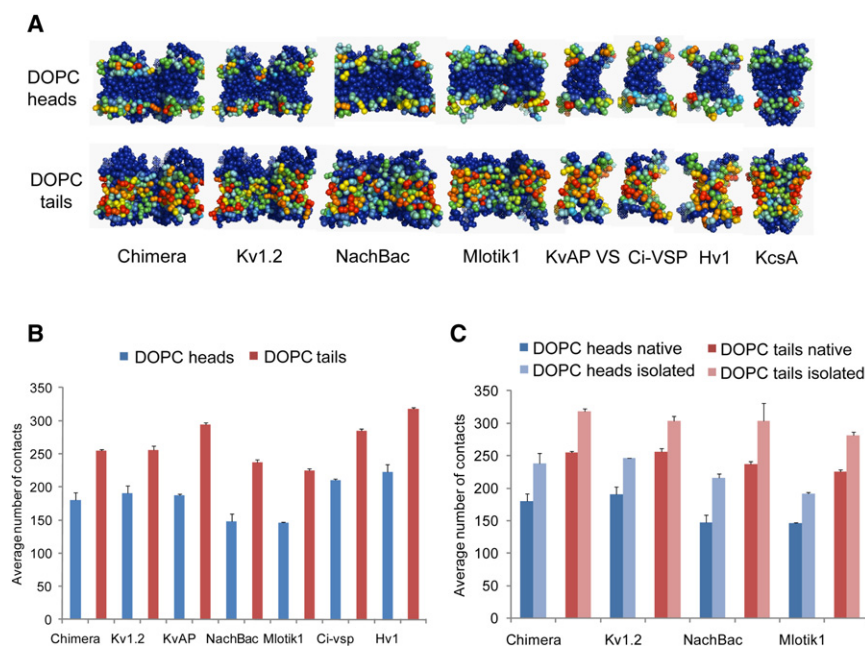 A
DOPC
heads
DOPC
tails
Chimera Kv1.2 NachBac Mlotik1 KvAP VS Ci-VSP Hv1 KcsA
B
DOPC heads DOPC tails
Average number of contacts
350
300
250
200
150
100
50
0
Chimera Kv1.2 KvAP NachBac Mlotik1 Ci-vsp Hv1
C
DOPC heads native DOPC tails native
DOPC heads isolated DOPC tails isolated
Average number of contacts
350
300
250
200
150
100
50
0
Chimera Kv1.2 NachBac Mlotik1